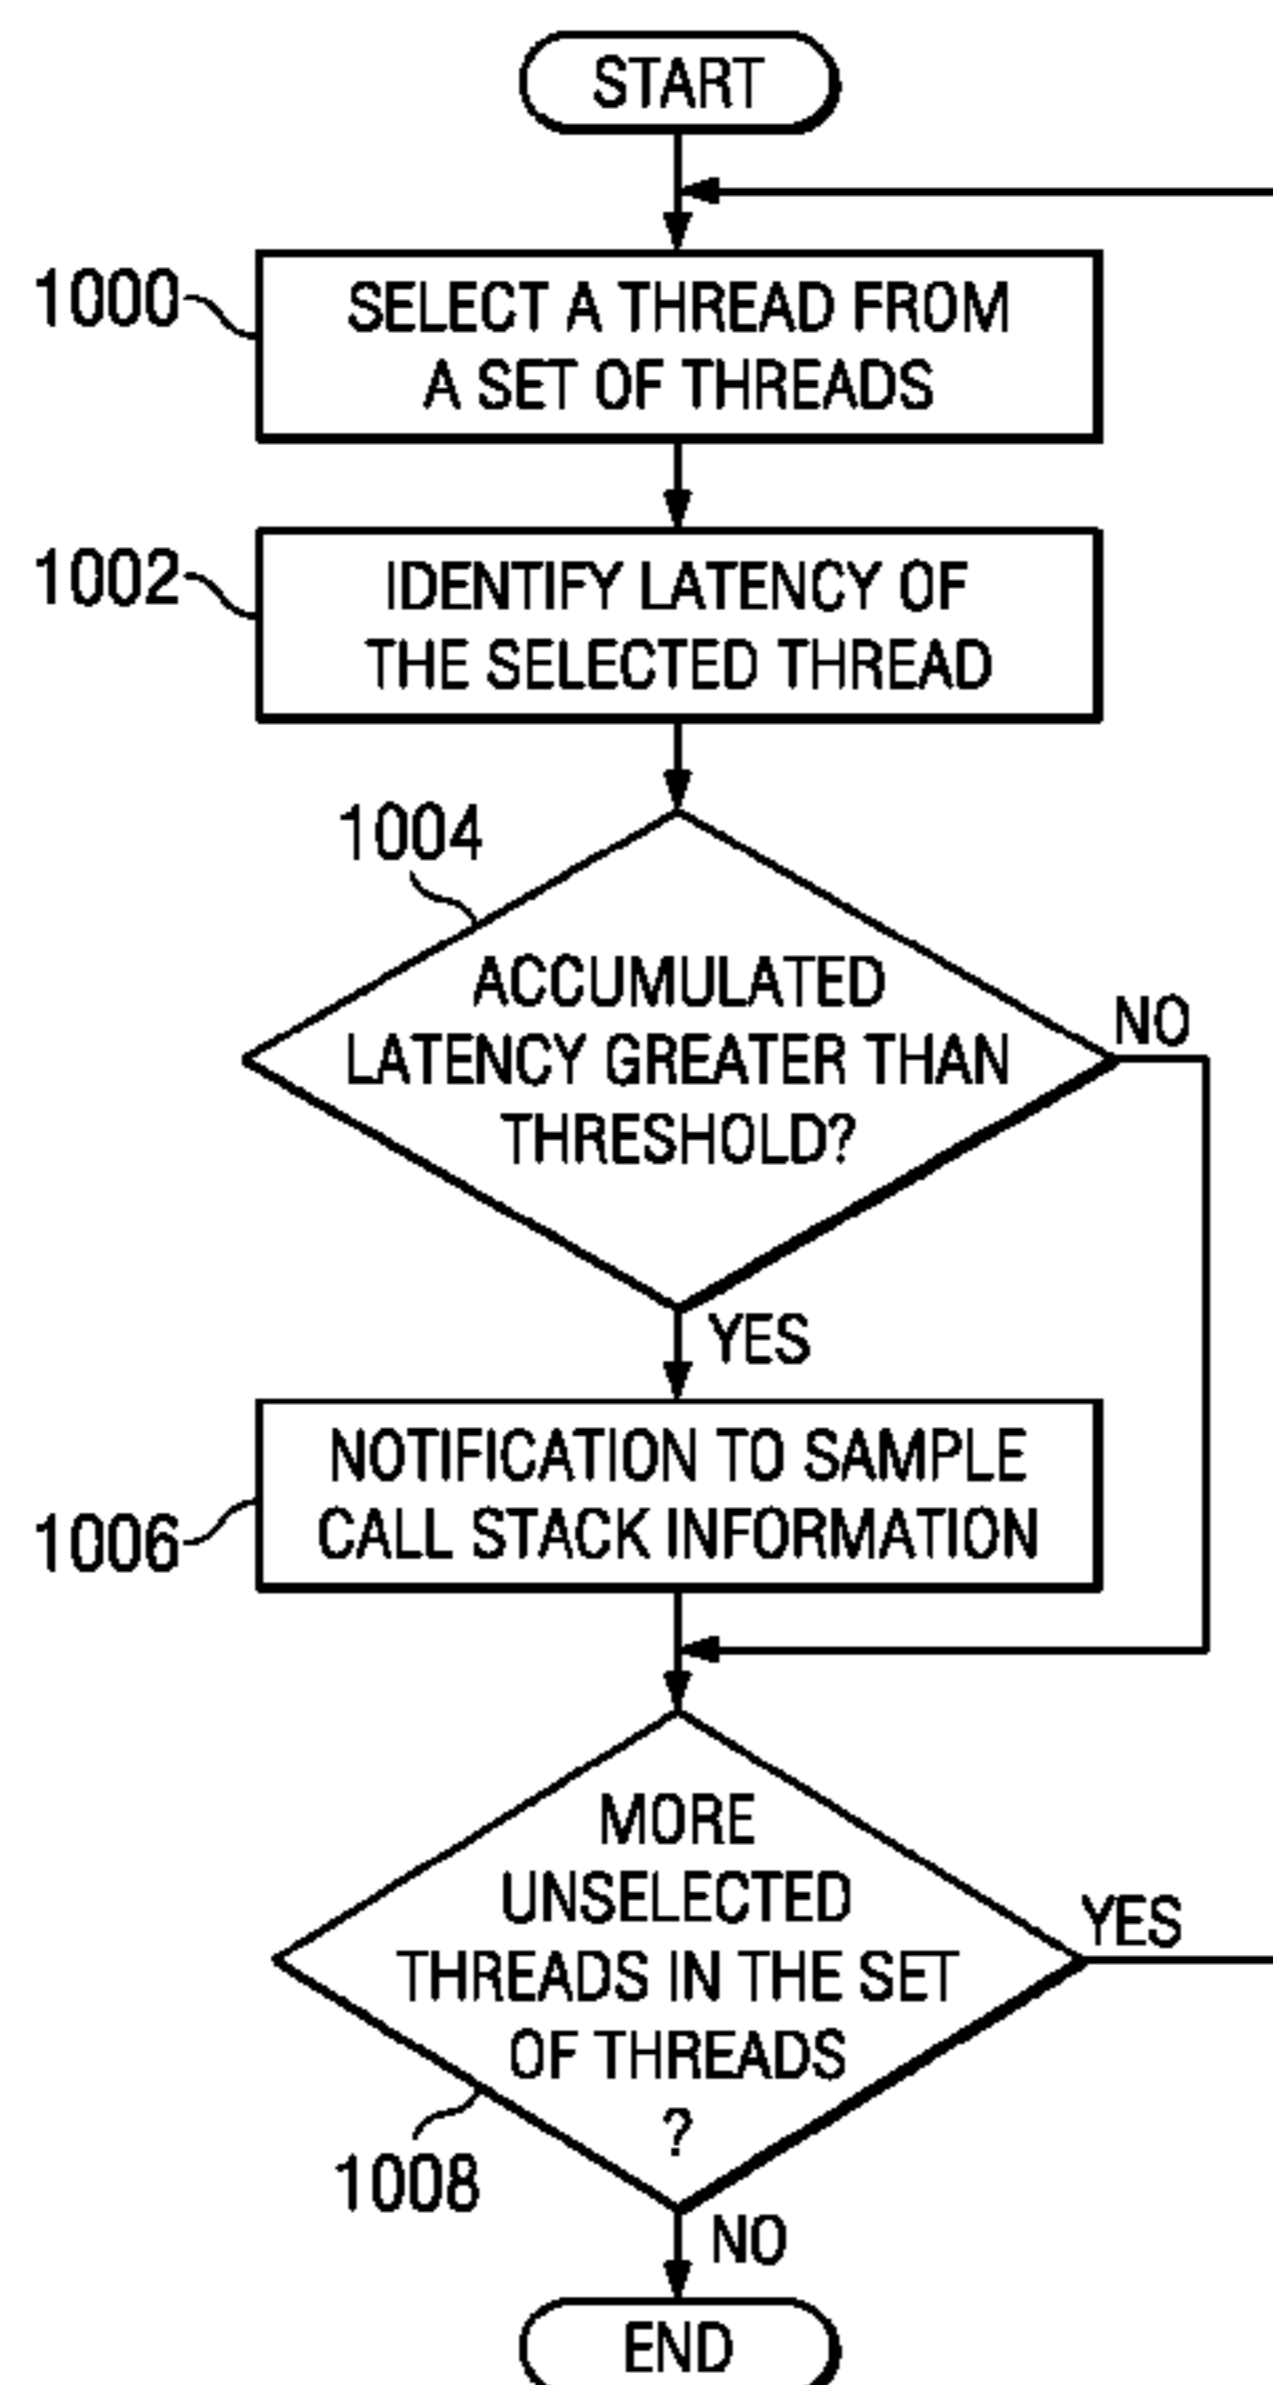 START
1000
SELECT A THREAD FROM
A SET OF THREADS
1002
IDENTIFY LATENCY OF
THE SELECTED THREAD
1004
ACCUMULATED
LATENCY GREATER THAN
THRESHOLD?
NO
YES
1006
NOTIFICATION TO SAMPLE
CALL STACK INFORMATION
MORE
UNSELECTED
THREADS IN THE SET
OF THREADS
?
YES
1008
NO
END